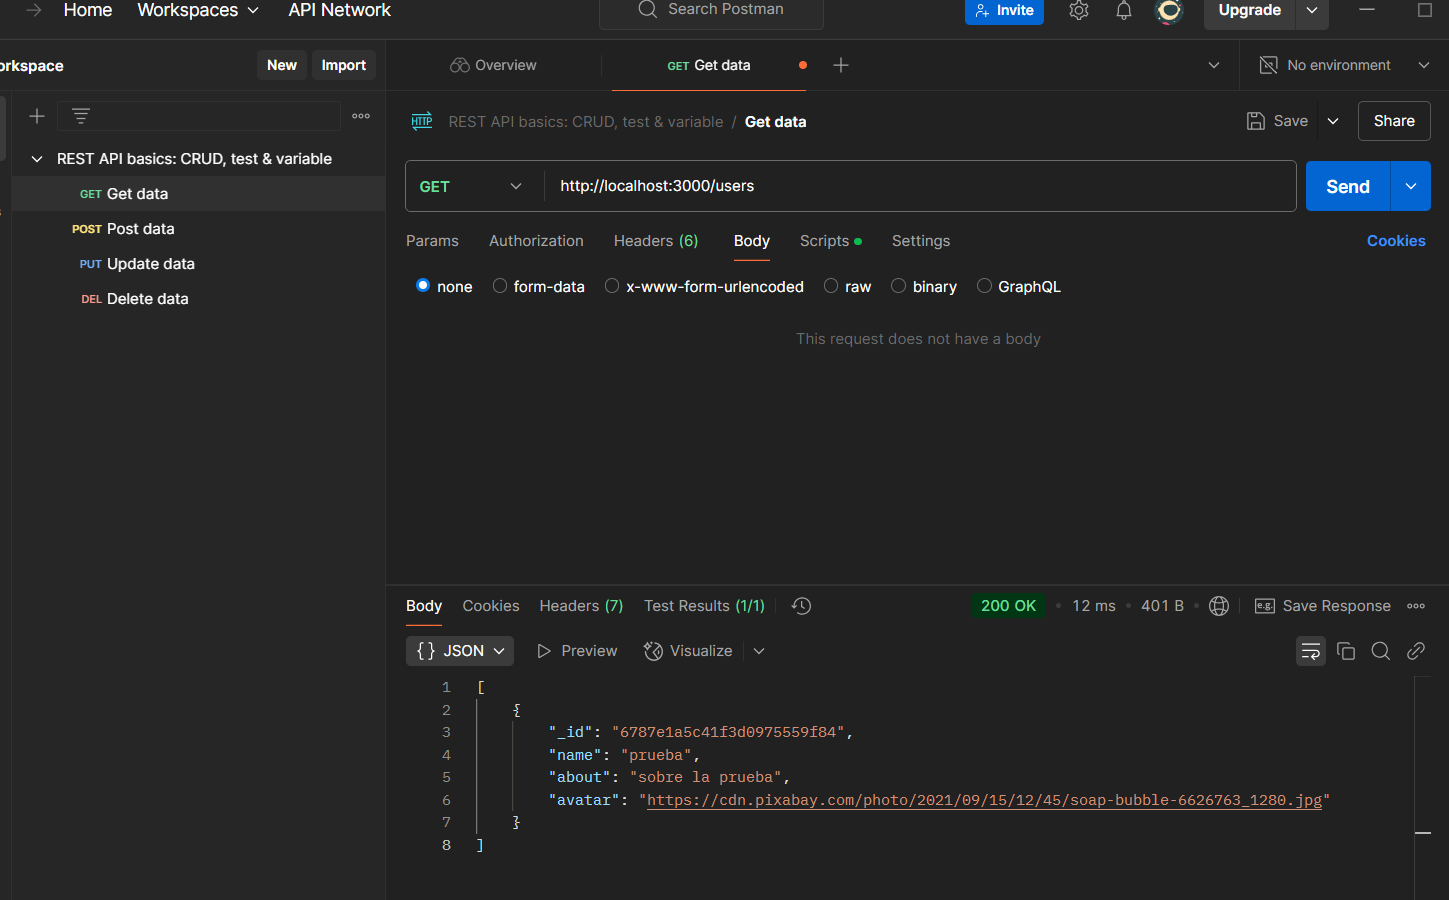 Home Workspaces API Network Search Postman Invite Upgrade
orkspace New Import Overview GET Get data No environment
REST API basics: CRUD, test & variable / Get data Save Share
REST API basics: CRUD, test & variable
GET Get data
POST Post data
PUT Update data
DEL Delete data
GET http://localhost:3000/users Send
Params Authorization Headers (6) Body Scripts Settings Cookies
none form-data x-www-form-urlencoded raw binary GraphQL
This request does not have a body
Body Cookies Headers (7) Test Results (1/1) 200 OK 12 ms 401 B e.g. Save Response
{} JSON Preview Visualize
1 [
2 {
3 "_id": "6787e1a5c41f3d0975559f84",
4 "name": "prueba",
5 "about": "sobre la prueba",
6 "avatar": "https://cdn.pixabay.com/photo/2021/09/15/12/45/soap-bubble-6626763_1280.jpg"
7 }
8 ]